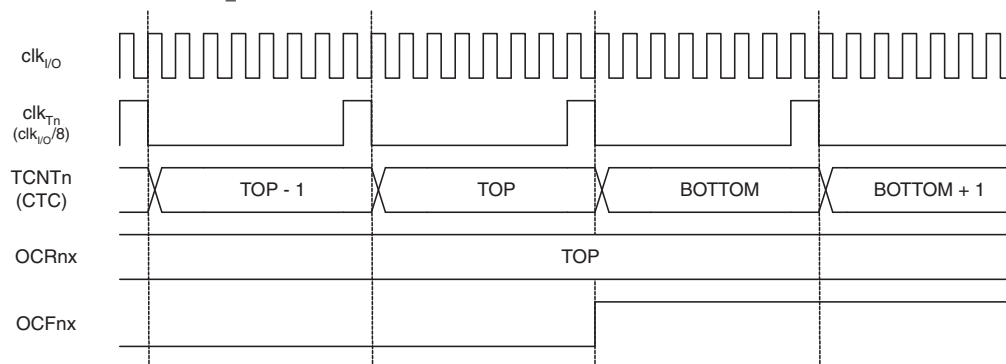 clkI/O
clkTn
(clkI/O/8)
TCNTn
(CTC)
TOP - 1
TOP
BOTTOM
BOTTOM + 1
OCRnx
TOP
OCFnx